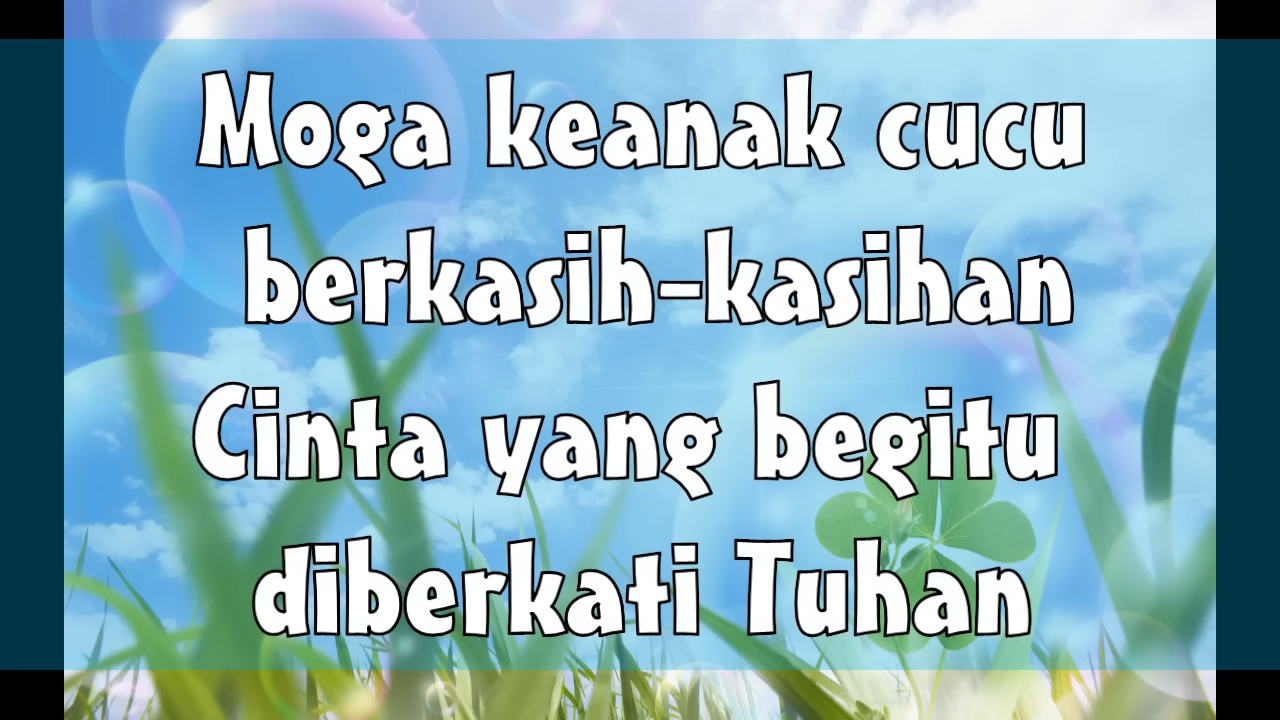 Moga keanak cucu
berkasih-kasihan
Cinta yang begitu
diberkati Tuhan